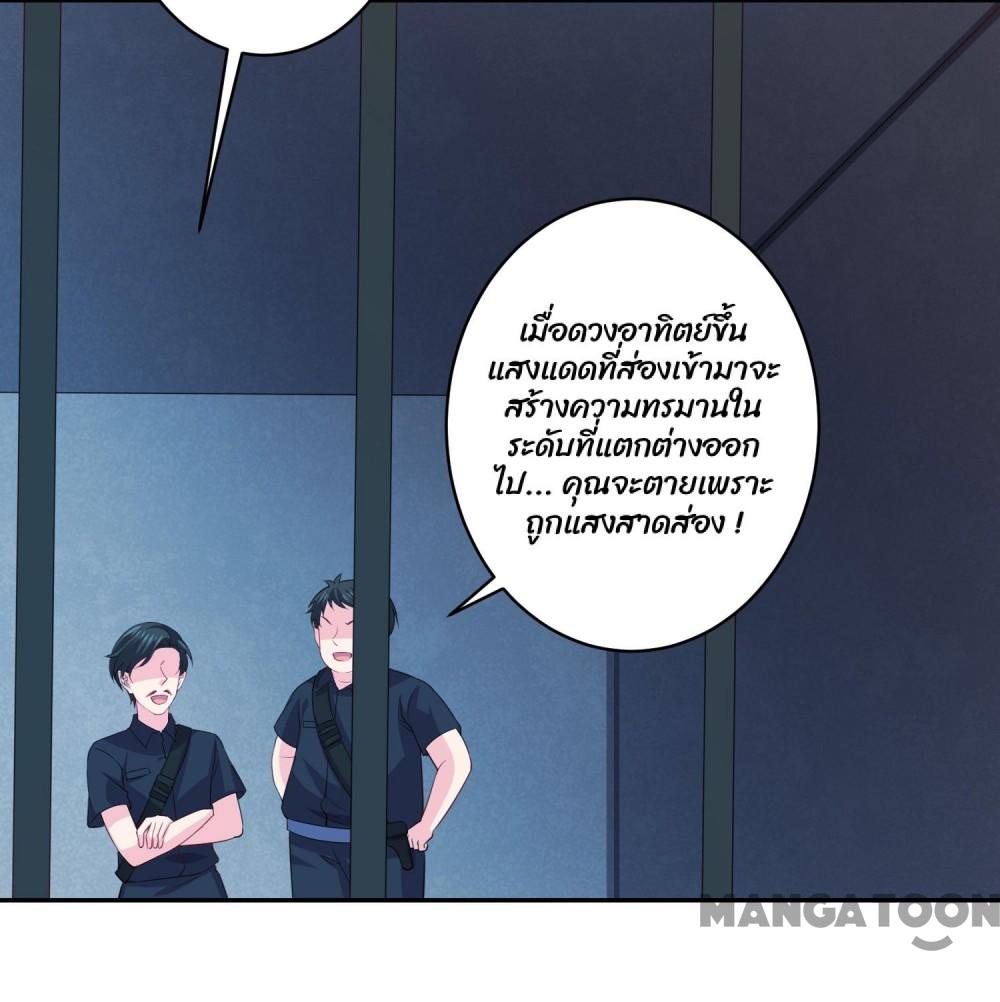 เมื่อดวงอาทิตย์ขึ้น
แสงแดดที่ส่องเข้ามาจะ
สร้างความทรมานใน
ระดับที่แตกต่างออก
ไป... คุณจะตายเพราะ
ถูกแสงสาดส่อง !
MANGATOON